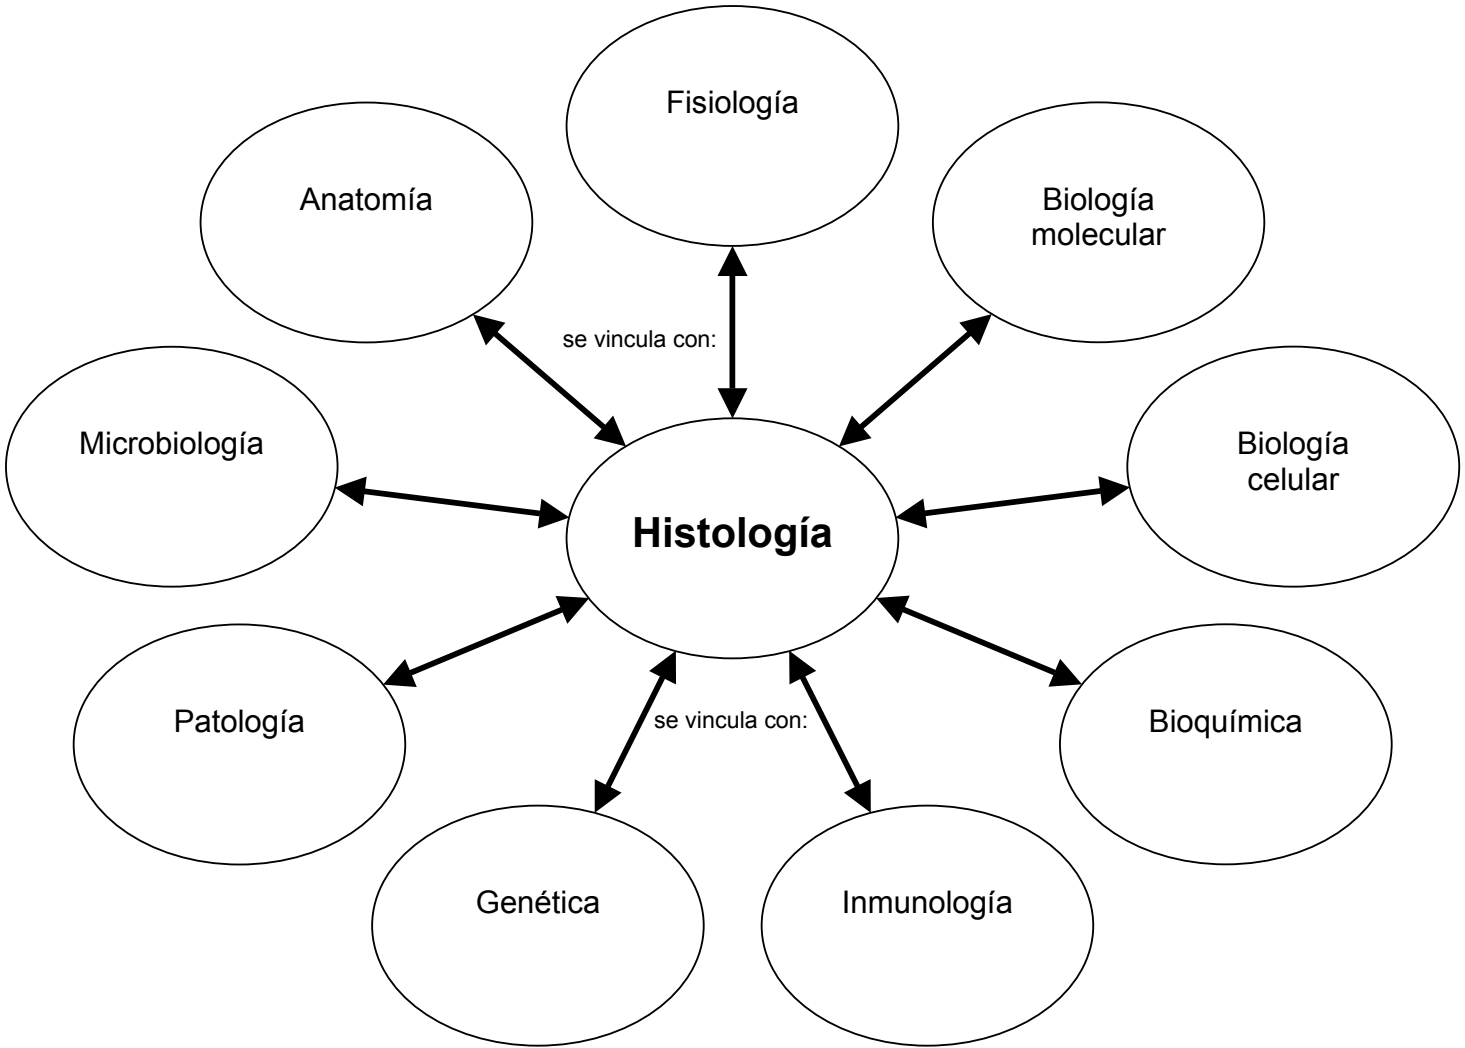 Fisiología
Anatomía
Biología
molecular
se vincula con:
Microbiología
Biología
celular
Histología
Patología
se vincula con:
Bioquímica
Genética
Inmunología